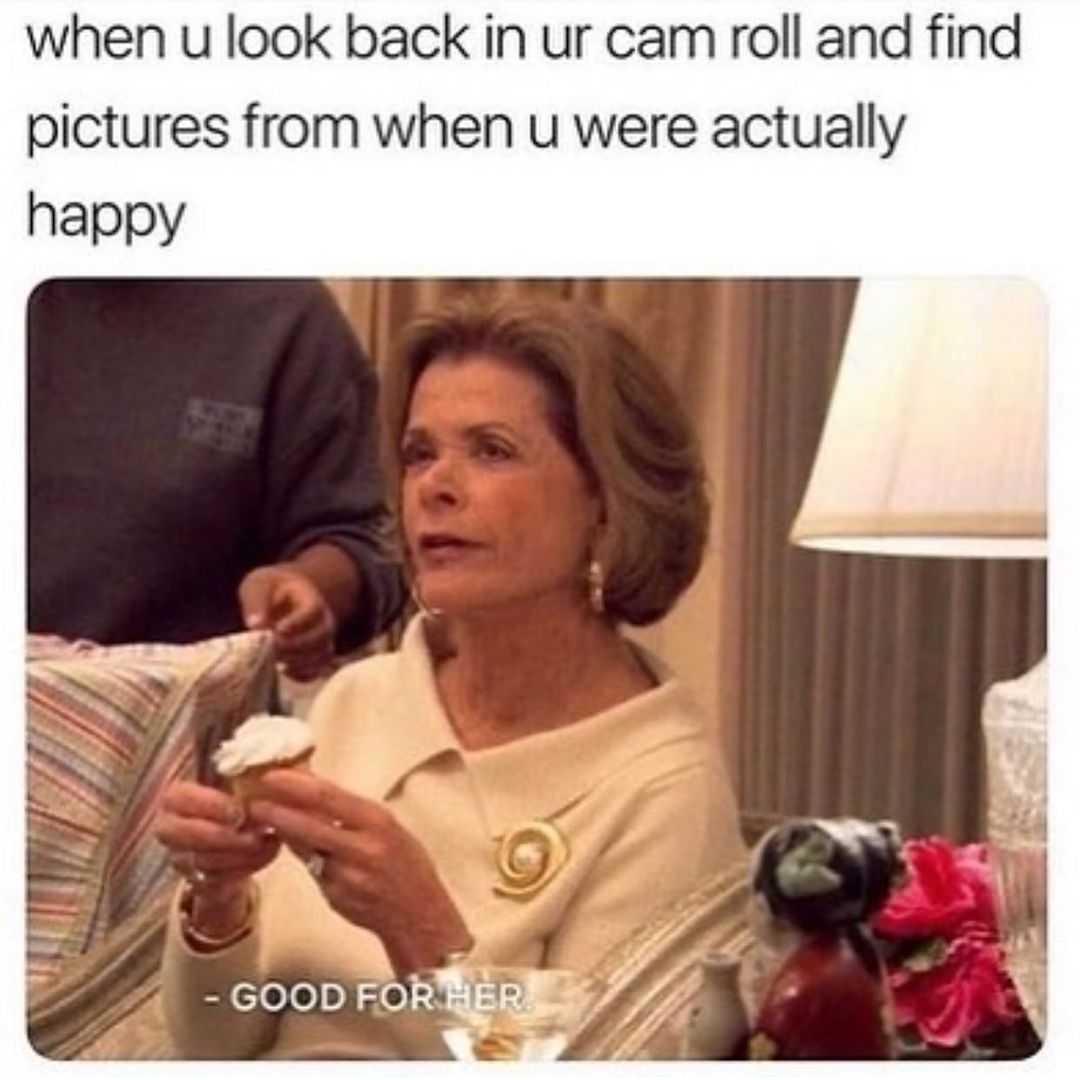 when u look back in ur cam roll and find
pictures from when u were actually
happy
- GOOD FOR HER.